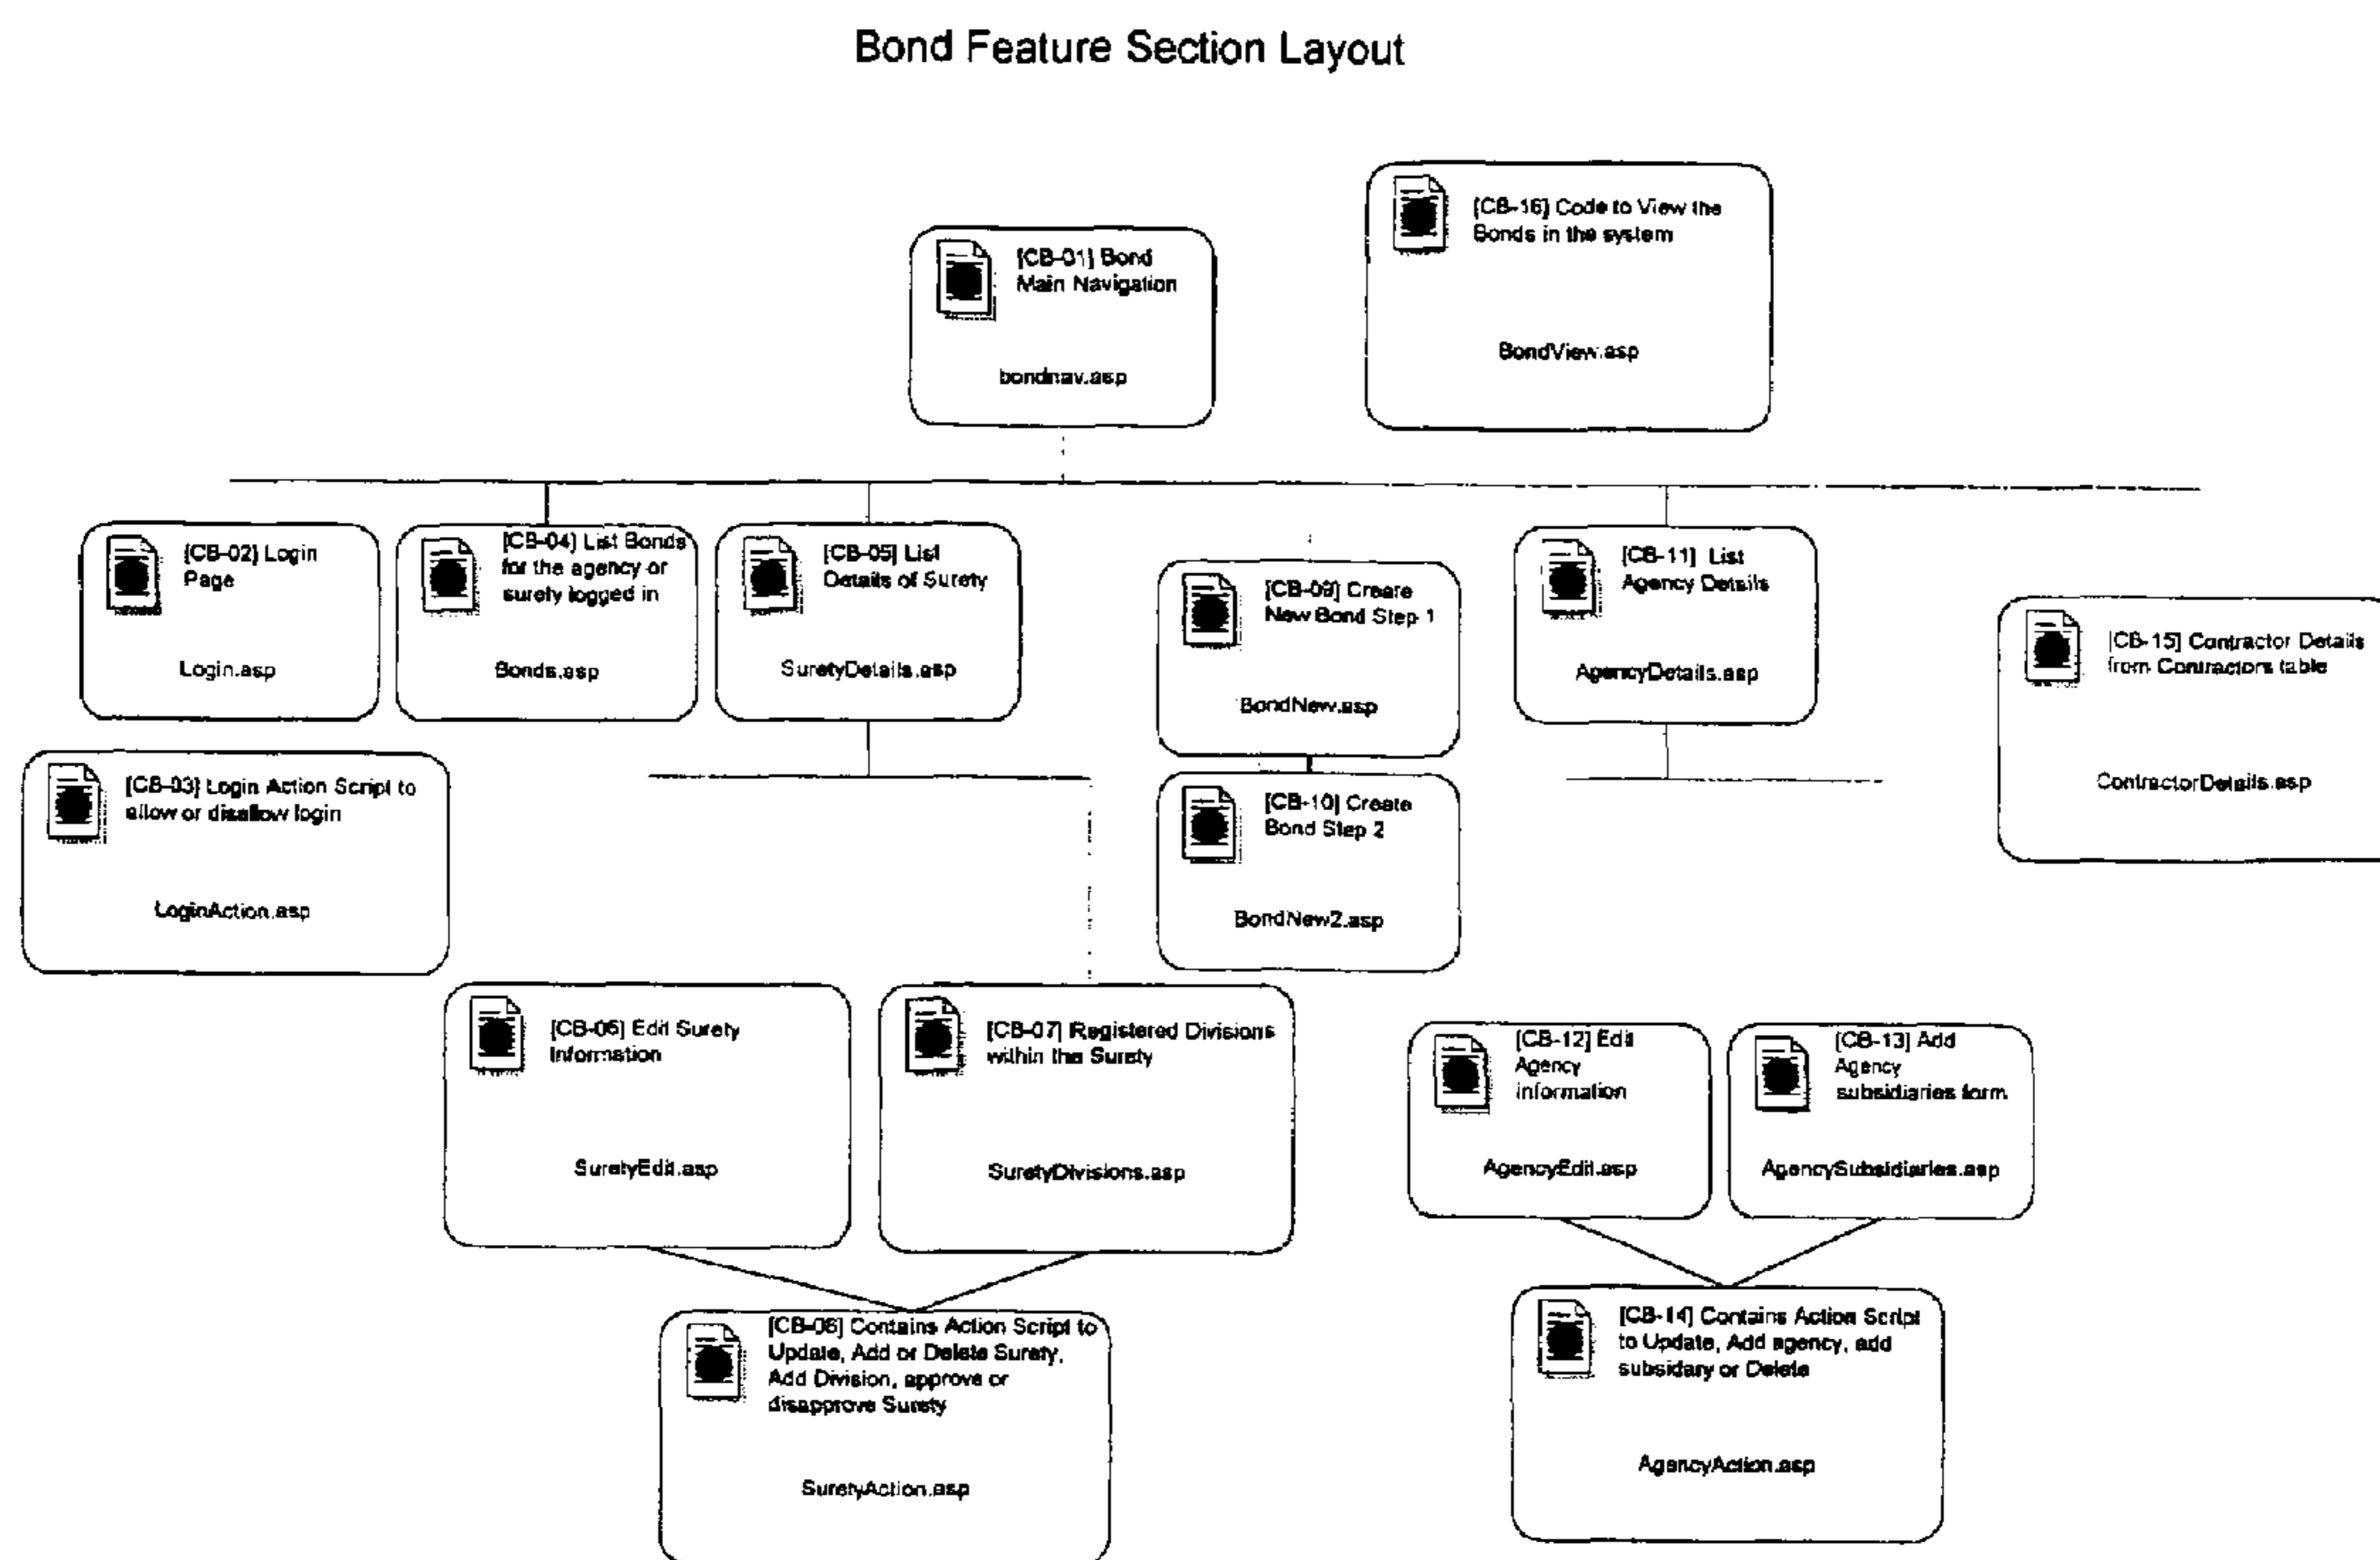 Bond Feature Section Layout
[CB-16] Code to View the
Bonds in the system
BondView.asp
[CB-01] Bond
Main Navigation
bondnav.asp
[CB-02] Login
Page
Login.asp
[CB-04] List Bonds
for the agency or
surety logged in
Bonds.asp
[CB-05] List
Details of Surety
SuretyDetails.asp
[CB-09] Create
New Bond Step 1
BondNew.asp
[CB-11] List
Agency Details
AgencyDetails.asp
[CB-15] Contractor Details
from Contractors table
ContractorDetails.asp
[CB-03] Login Action Script to
allow or disallow login
LoginAction.asp
[CB-10] Create
Bond Step 2
BondNew2.asp
[CB-06] Edit Surety
Information
SuretyEdit.asp
[CB-07] Registered Divisions
within the Surety
SuretyDivisions.asp
[CB-12] Edit
Agency
information
AgencyEdit.asp
[CB-13] Add
Agency
subsidiaries form
AgencySubsidiaries.asp
[CB-08] Contains Action Script to
Update, Add or Delete Surety,
Add Division, approve or
disapprove Surety
SuretyAction.asp
[CB-14] Contains Action Script
to Update, Add agency, add
subsidary or Delete
AgencyAction.asp